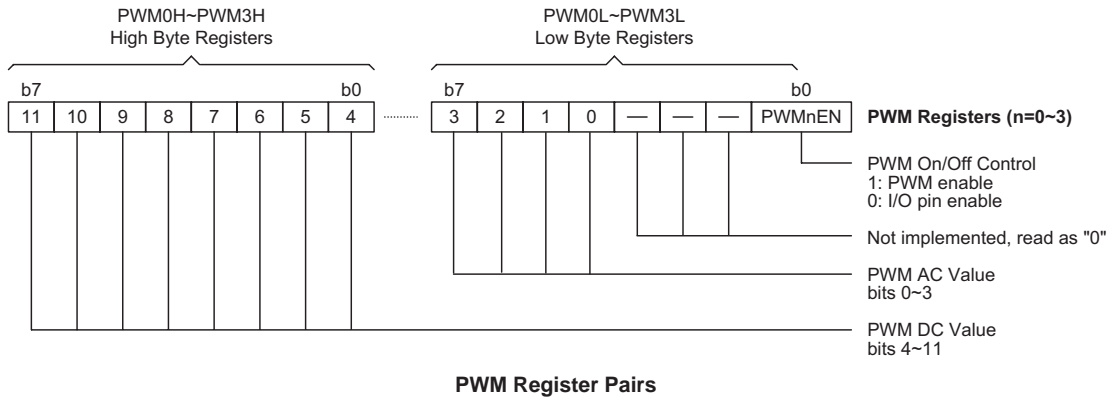 PWM0H~PWM3H
High Byte Registers
PWM0L~PWM3L
Low Byte Registers
b7 b0 b7 b0
11 10 9 8 7 6 5 4 3 2 1 0 — — — PWMnEN PWM Registers (n=0~3)
PWM On/Off Control
1: PWM enable
0: I/O pin enable
Not implemented, read as "0"
PWM AC Value
bits 0~3
PWM DC Value
bits 4~11
PWM Register Pairs